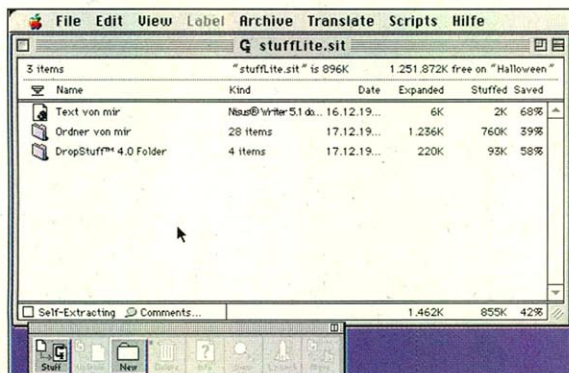 File Edit View Label Archive Translate Scripts Hilfe
stuffLite.sit
3 items "stuffLite.sit" is 896K 1.251.872K free on "Halloween"
Name Kind Date Expanded Stuffed Saved
Text von mir Nisus® Writer 5.1 do... 16.12.19... 6K 2K 68%
Ordner von mir 28 items 17.12.19... 1.236K 760K 39%
DropStuff™ 4.0 Folder 4 items 17.12.19... 220K 93K 58%
Self-Extracting Comments... 1.462K 855K 42%
Stuff New Delete Info